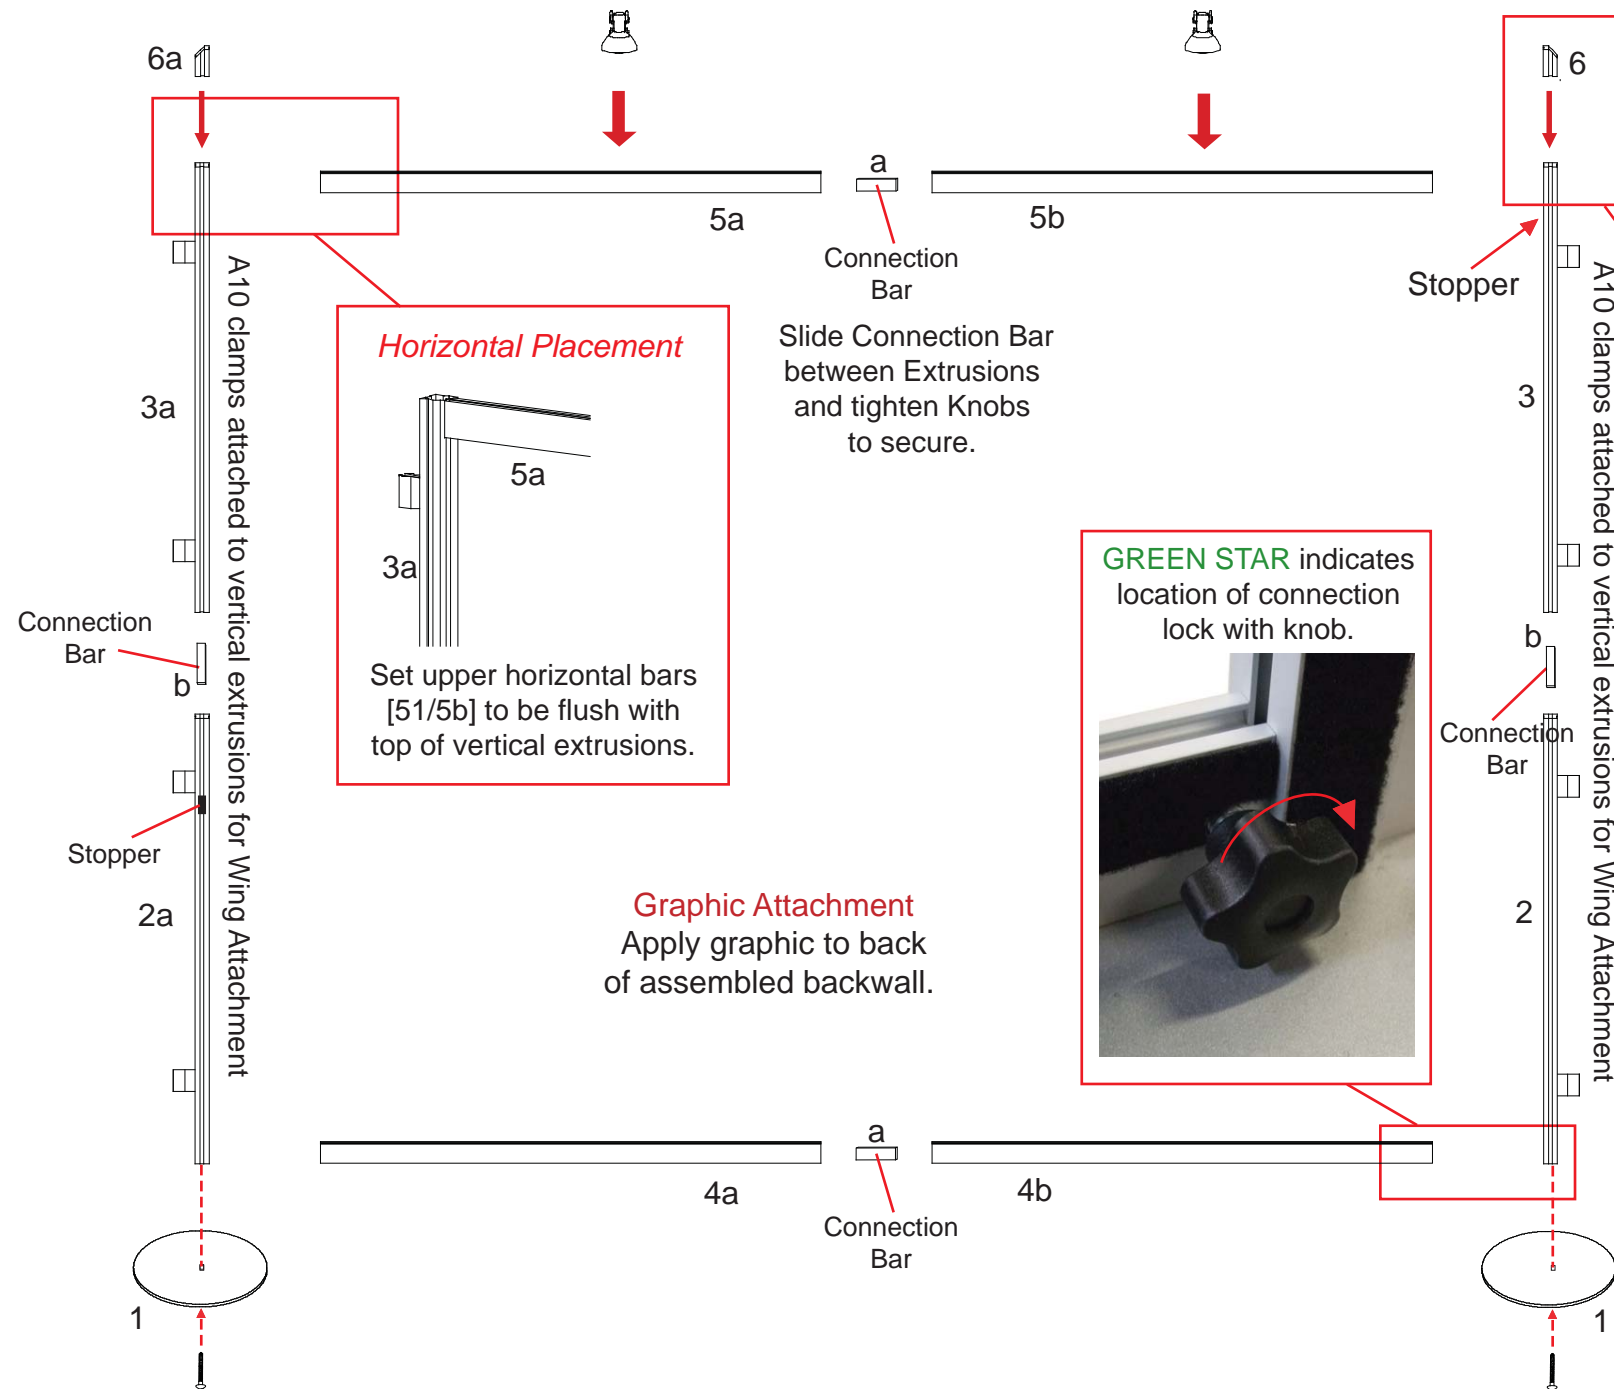 6a
6
a
5a
5b
Connection
Bar
Stopper
A10 clamps attached to vertical extrusions for Wing Attachment
A10 clamps attached to vertical extrusions for Wing Attachment
Horizontal Placement
5a
3a
Set upper horizontal bars
[51/5b] to be flush with
top of vertical extrusions.
Slide Connection Bar
between Extrusions
and tighten Knobs
to secure.
3a
3
GREEN STAR indicates
location of connection
lock with knob.
Connection
Bar
b
b
Connection
Bar
Stopper
2a
2
Graphic Attachment
Apply graphic to back
of assembled backwall.
a
4a
4b
Connection
Bar
1
1